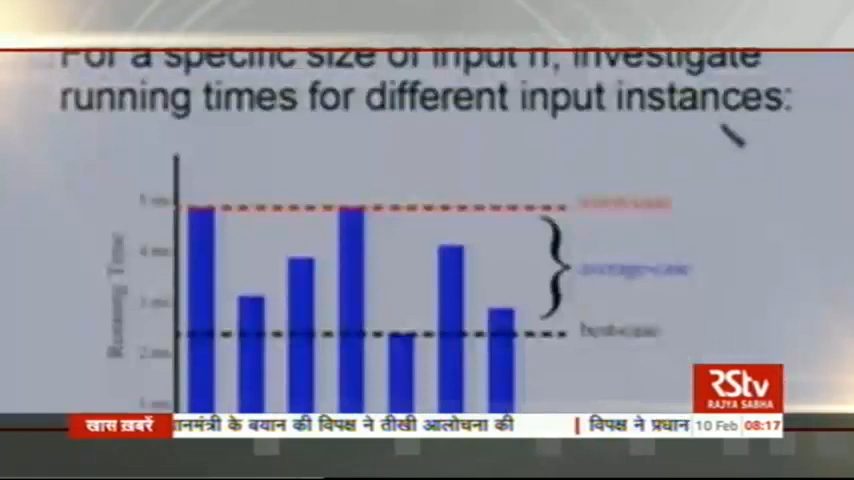 For a specific size of input n, investigate
running times for different input instances:
5 ms
worst-case
4 ms
average-case
Running Time
3 ms
best-case
2 ms
1 ms
RStv
RAJYA SABHA
खास ख़बरें
ानमंत्री के बयान की विपक्ष ने तीखी आलोचना की | विपक्ष ने प्रधान
10 Feb 08:17